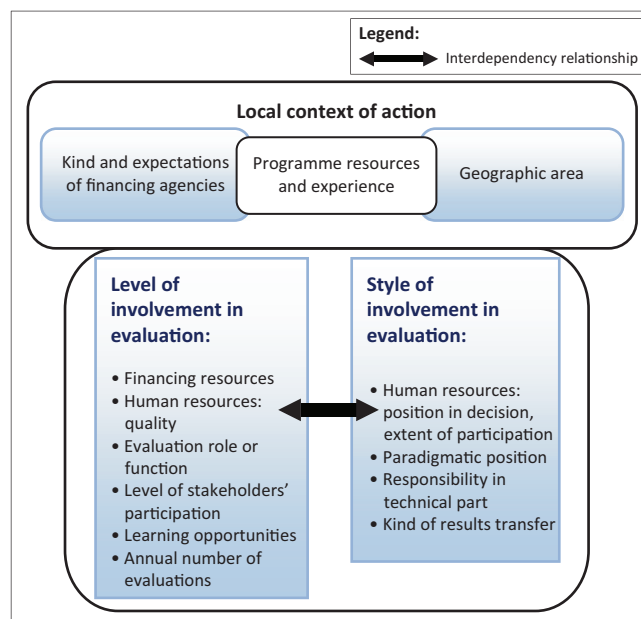 Legend:
Interdependency relationship
Local context of action
Kind and expectations
of financing agencies
Programme resources
and experience
Geographic area
Level of
involvement in
evaluation:
• Financing resources
• Human resources:
quality
• Evaluation role or
function
• Level of stakeholders’
participation
• Learning opportunities
• Annual number of
evaluations
Style of
involvement in
evaluation:
• Human resources:
position in decision,
extent of participation
• Paradigmatic position
• Responsibility in
technical part
• Kind of results transfer